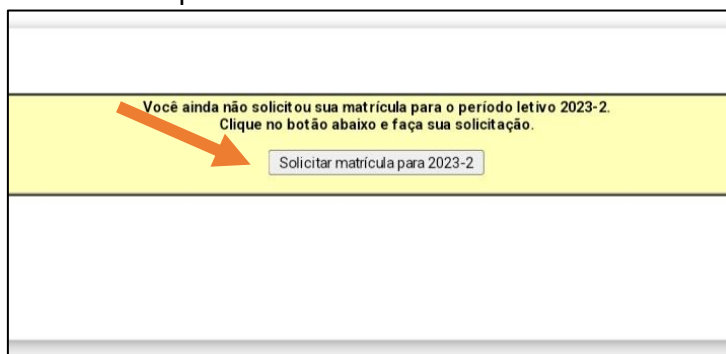 Você ainda não solicitou sua matrícula para o período letivo 2023-2.
Clique no botão abaixo e faça sua solicitação.
Solicitar matrícula para 2023-2